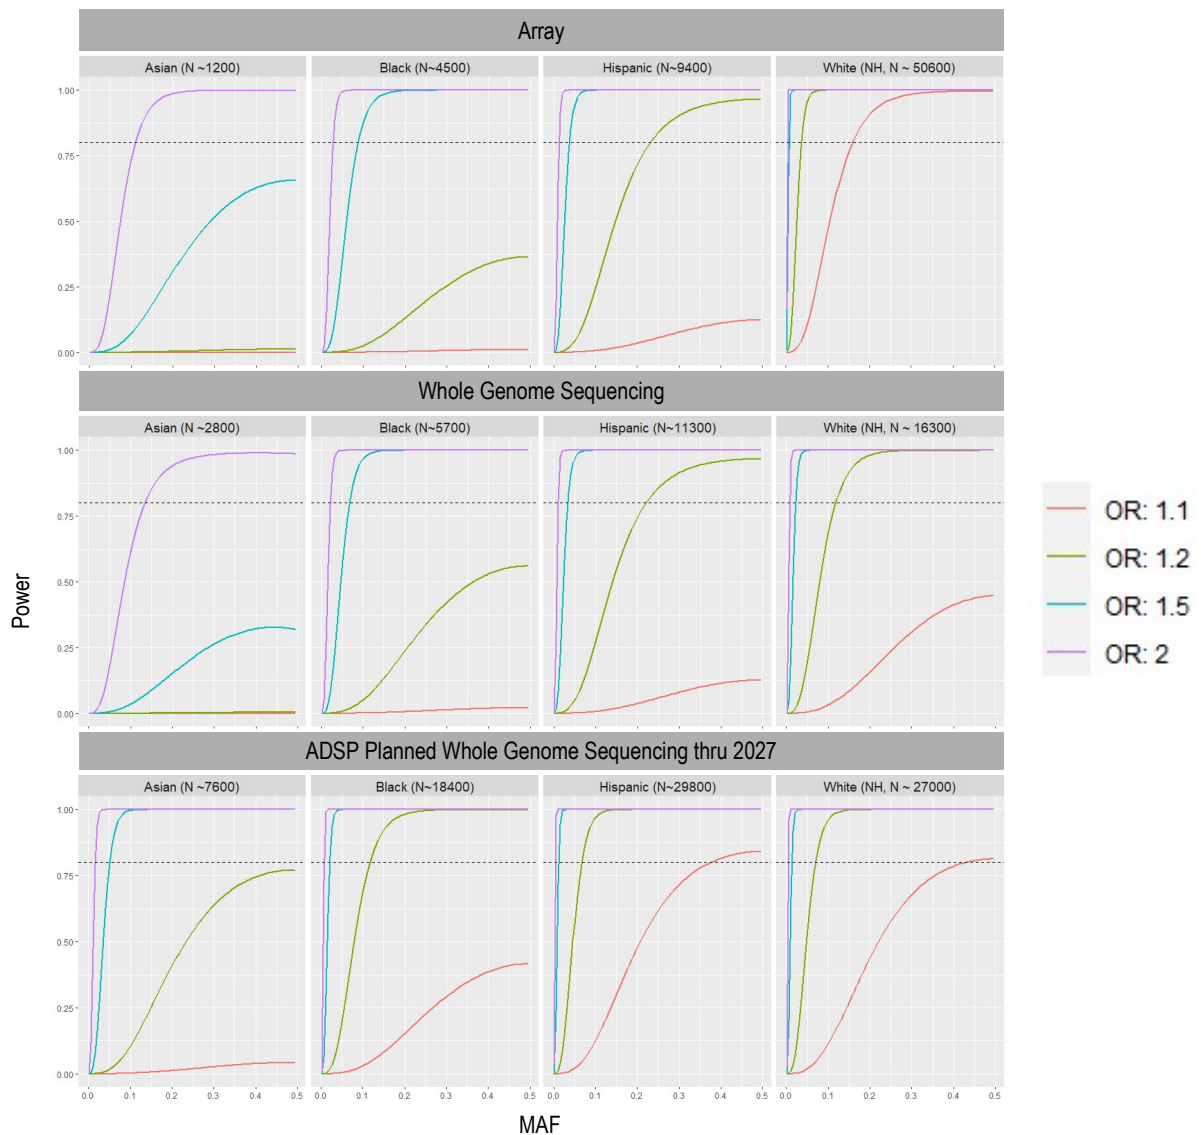 Array
Asian (N ~1200) Black (N~4500) Hispanic (N~9400) White (NH, N ~ 50600)
1.00
0.75
0.50
0.25
0.00
Whole Genome Sequencing
Asian (N ~2800) Black (N~5700) Hispanic (N~11300) White (NH, N ~ 16300)
1.00
0.75
0.50
0.25
0.00
ADSP Planned Whole Genome Sequencing thru 2027
Asian (N ~7600) Black (N~18400) Hispanic (N~29800) White (NH, N ~ 27000)
1.00
0.75
0.50
0.25
0.00
0.0 0.1 0.2 0.3 0.4 0.5 0.0 0.1 0.2 0.3 0.4 0.5 0.0 0.1 0.2 0.3 0.4 0.5 0.0 0.1 0.2 0.3 0.4 0.5
MAF
Power
OR: 1.1
OR: 1.2
OR: 1.5
OR: 2